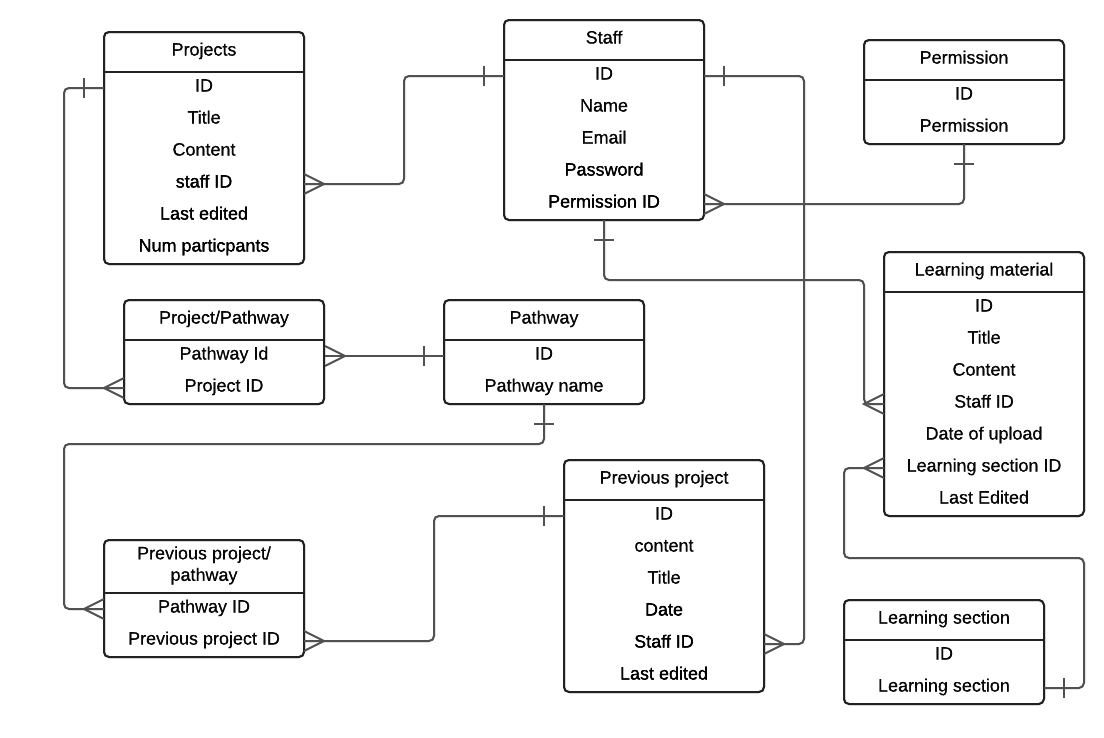 Projects
ID
Title
Content
staff ID
Last edited
Num particpants
Staff
ID
Name
Email
Password
Permission ID
Permission
ID
Permission
Project/Pathway
Pathway Id
Project ID
Pathway
ID
Pathway name
Learning material
ID
Title
Content
Staff ID
Date of upload
Learning section ID
Last Edited
Previous project/
pathway
Pathway ID
Previous project ID
Previous project
ID
content
Title
Date
Staff ID
Last edited
Learning section
ID
Learning section